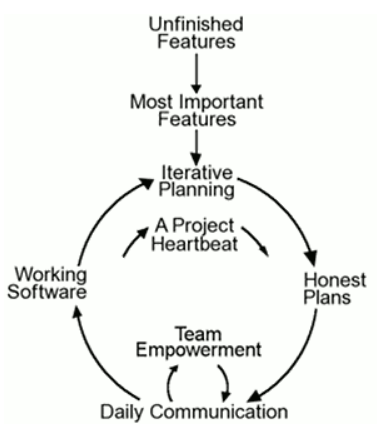 Unfinished
Features
Most Important
Features
Iterative
Planning
A Project
Heartbeat
Working
Software
Honest
Plans
Team
Empowerment
Daily Communication